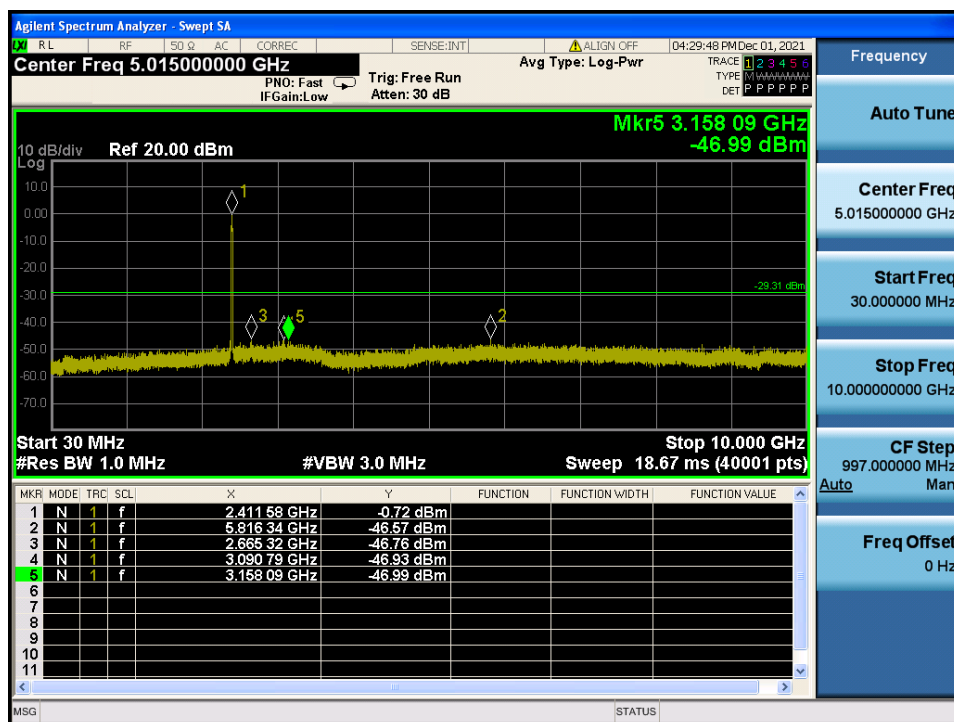 Agilent Spectrum Analyzer - Swept SA
LXI RL RF 50 Ω AC CORREC SENSE:INT ALIGN OFF 04:29:48 PM Dec 01, 2021
Center Freq 5.015000000 GHz
PNO: Fast
IFGain:Low
Trig: Free Run
Atten: 30 dB
Avg Type: Log-Pwr
TRACE 1 2 3 4 5 6
TYPE M WWWWW
DET P P P P P P
Mkr5 3.158 09 GHz
-46.99 dBm
10 dB/div
Log
Ref 20.00 dBm
10.0
0.00
-10.0
-20.0
-30.0
-40.0
-50.0
-60.0
-70.0
1
-29.31 dBm
3
5
2
Start 30 MHz
Stop 10.000 GHz
#Res BW 1.0 MHz
#VBW 3.0 MHz
Sweep 18.67 ms (40001 pts)
MKR MODE TRC SCL X Y FUNCTION FUNCTION WIDTH FUNCTION VALUE
1 N 1 f 2.411 58 GHz -0.72 dBm
2 N 1 f 5.816 34 GHz -46.57 dBm
3 N 1 f 2.665 32 GHz -46.76 dBm
4 N 1 f 3.090 79 GHz -46.93 dBm
5 N 1 f 3.158 09 GHz -46.99 dBm
6
7
8
9
10
11
MSG
STATUS
Frequency
Auto Tune
Center Freq
5.015000000 GHz
Start Freq
30.000000 MHz
Stop Freq
10.000000000 GHz
CF Step
997.000000 MHz
Auto Man
Freq Offset
0 Hz